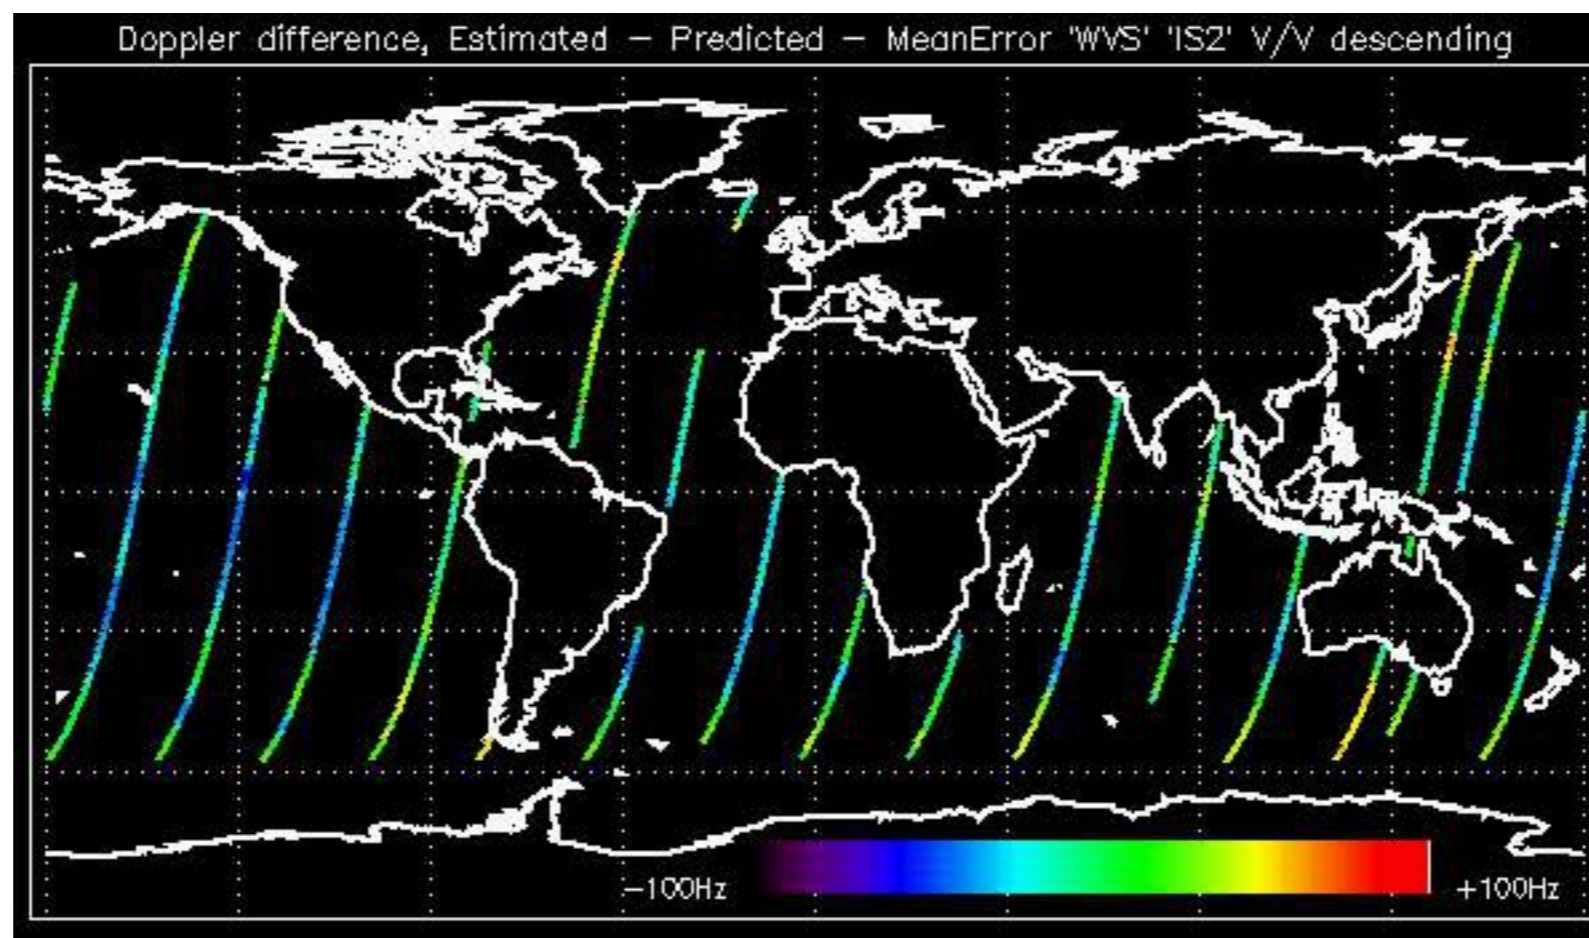 Doppler difference, Estimated — Predicted — MeanError 'WVS' 'IS2' V/V descending
−100Hz
+100Hz